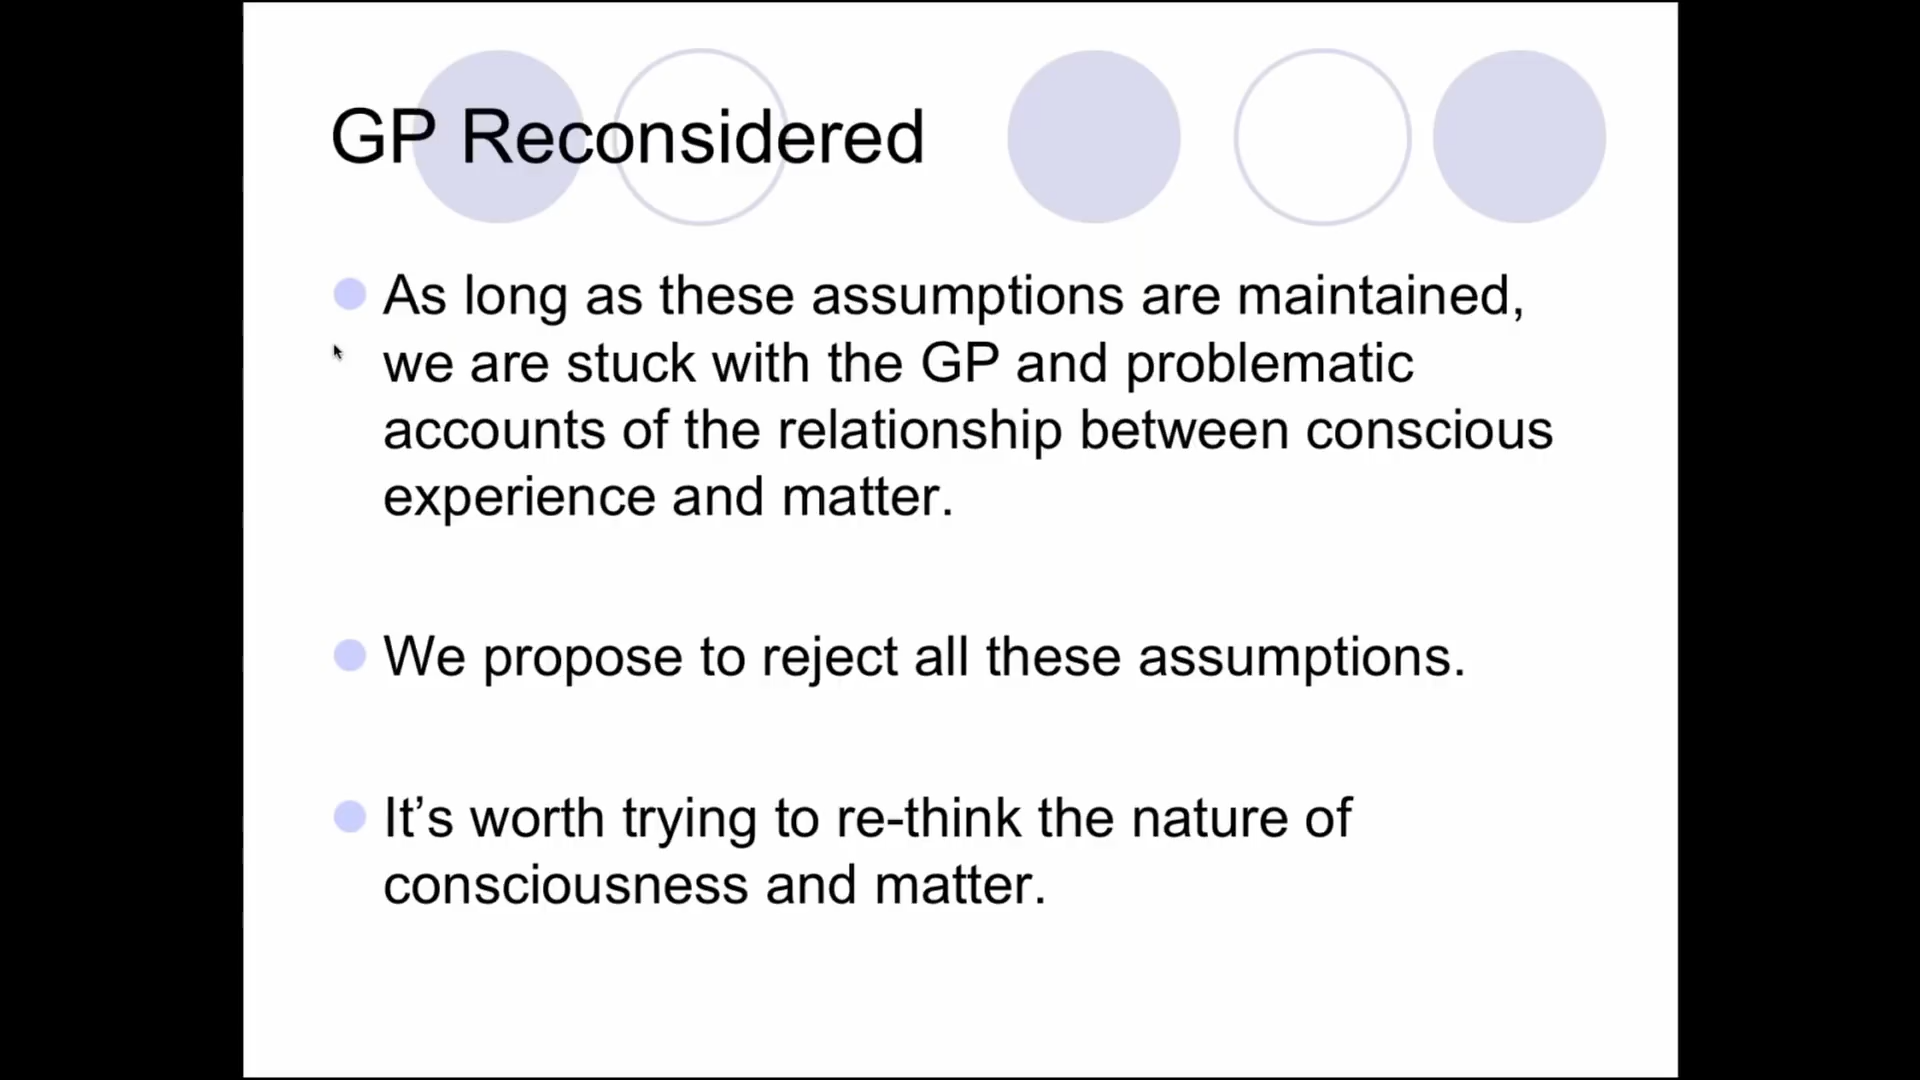 GP Reconsidered
As long as these assumptions are maintained,
we are stuck with the GP and problematic
accounts of the relationship between conscious
experience and matter.
We propose to reject all these assumptions.
It’s worth trying to re-think the nature of
consciousness and matter.